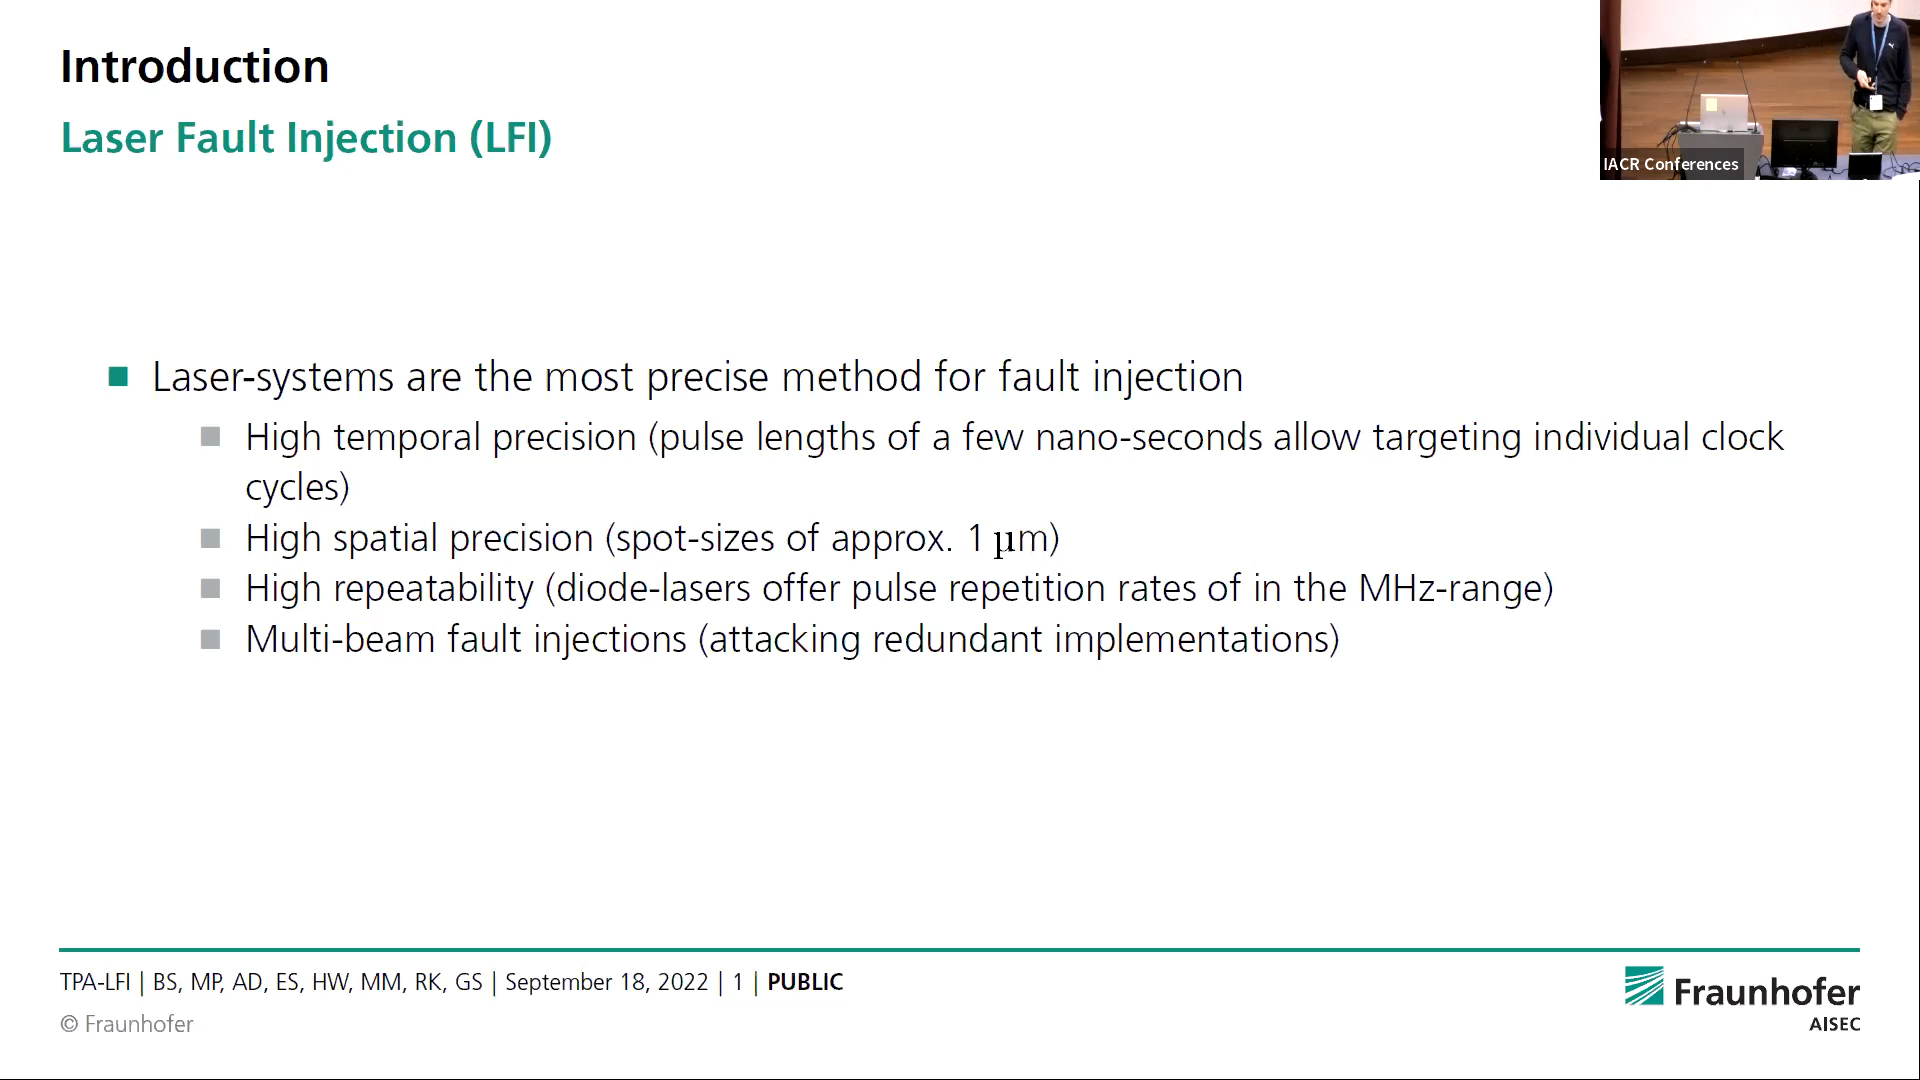 Introduction
Laser Fault Injection (LFI)
IACR Conferences
Laser-systems are the most precise method for fault injection
High temporal precision (pulse lengths of a few nano-seconds allow targeting individual clock
cycles)
High spatial precision (spot-sizes of approx. 1 µm)
High repeatability (diode-lasers offer pulse repetition rates of in the MHz-range)
Multi-beam fault injections (attacking redundant implementations)
TPA-LFI | BS, MP, AD, ES, HW, MM, RK, GS | September 18, 2022 | 1 | PUBLIC
© Fraunhofer
Fraunhofer
AISEC